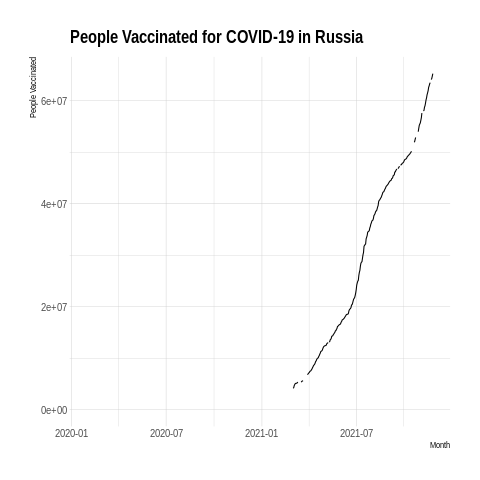 People Vaccinated for COVID-19 in Russia
People Vaccinated
6e+07
4e+07
2e+07
0e+00
2020-01 2020-07 2021-01 2021-07
Month